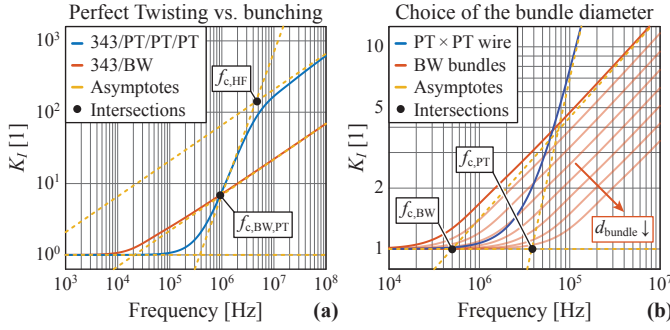 Perfect Twisting vs. bunching
343/PT/PT/PT
343/BW
Asymptotes
Intersections
f_c,HF
f_c,BW,PT
K_I [1]
10^3
10^2
10^1
10^0
10^3 10^4 10^5 10^6 10^7 10^8
Frequency [Hz]
(a)
Choice of the bundle diameter
PT × PT wire
BW bundles
Asymptotes
Intersections
f_c,PT
f_c,BW
d_bundle ↓
K_I [1]
10
5
2
1
10^4 10^6 10^5 10^7
Frequency [Hz]
(b)